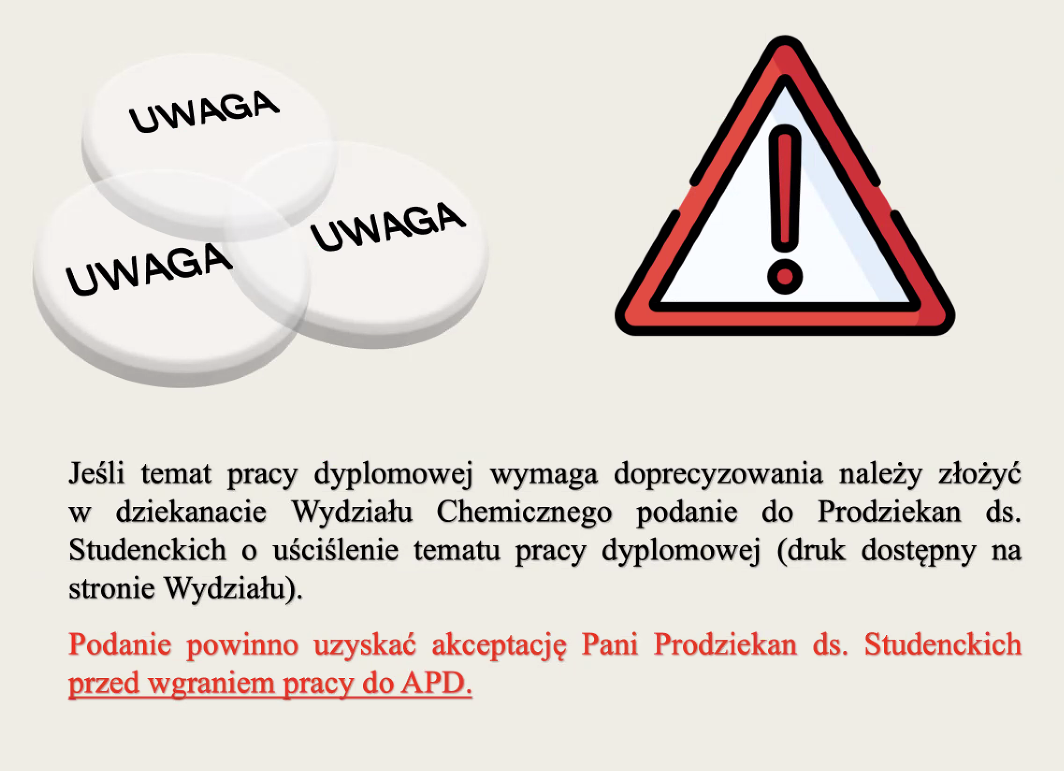 UWAGA
UWAGA
UWAGA
Jeśli temat pracy dyplomowej wymaga doprecyzowania należy złożyć
w dziekanacie Wydziału Chemicznego podanie do Prodziekan ds.
Studenckich o uściślenie tematu pracy dyplomowej (druk dostępny na
stronie Wydziału).
Podanie powinno uzyskać akceptację Pani Prodziekan ds. Studenckich
przed wgraniem pracy do APD.